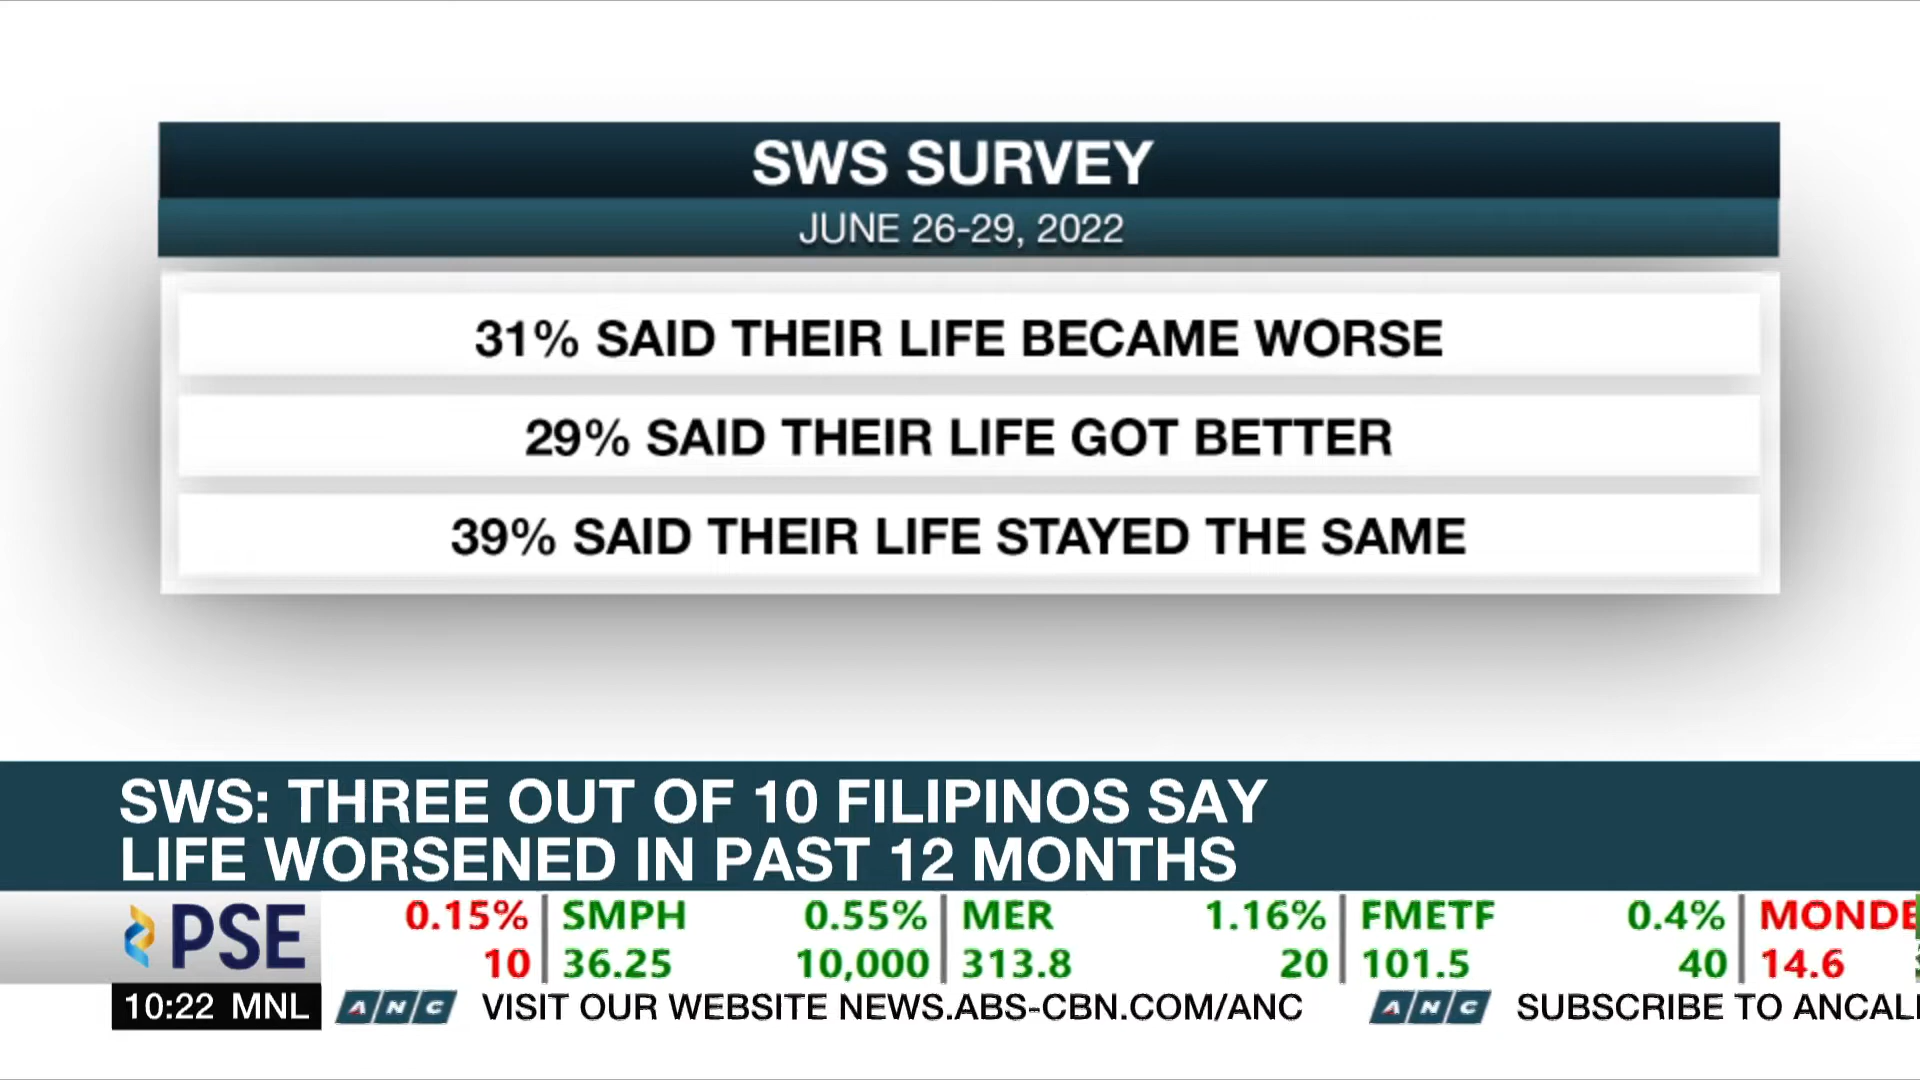 SWS SURVEY
JUNE 26-29, 2022
31% SAID THEIR LIFE BECAME WORSE
29% SAID THEIR LIFE GOT BETTER
39% SAID THEIR LIFE STAYED THE SAME
SWS: THREE OUT OF 10 FILIPINOS SAY
LIFE WORSENED IN PAST 12 MONTHS
PSE 0.15% SMPH 0.55% MER 1.16% FMETF 0.4% MONDE
10 36.25 10,000 313.8 20 101.5 40 14.6
10:22 MNL ANC VISIT OUR WEBSITE NEWS.ABS-CBN.COM/ANC ANC SUBSCRIBE TO ANCAL